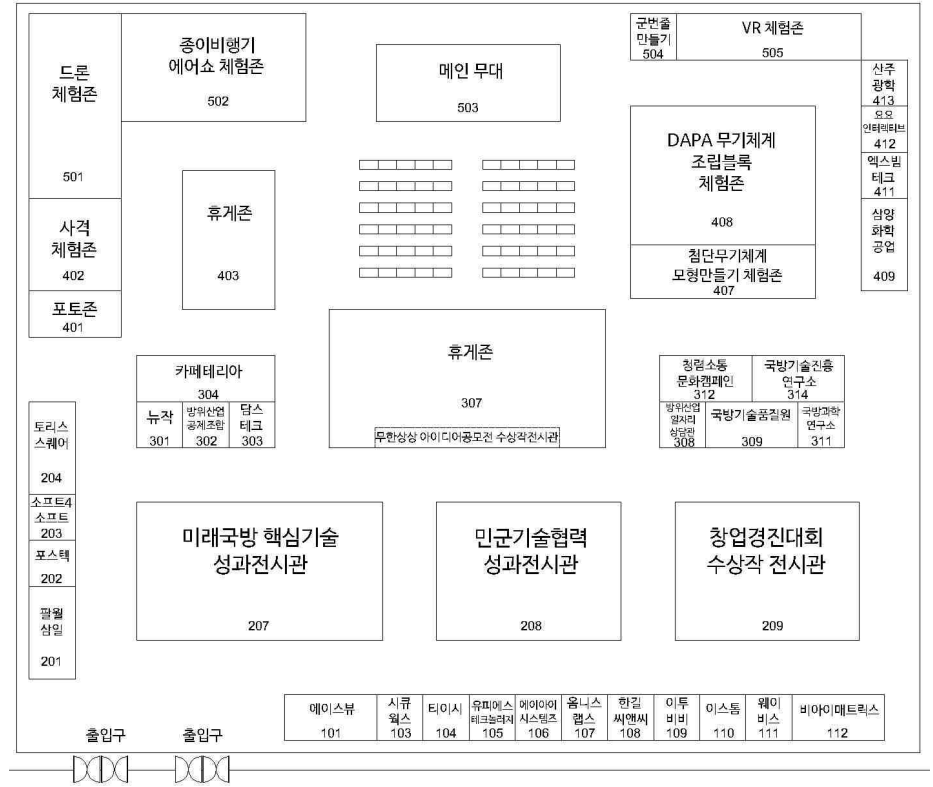 드론
체험존
501
종이비행기
에어쇼 체험존
502
메인 무대
503
군번줄
만들기
504
VR 체험존
505
산주
광학
413
요요
인터렉티브
412
엑스빔
테크
411
삼양
화학
공업
409
DAPA 무기체계
조립블록
체험존
408
첨단무기체계
모형만들기 체험존
407
사격
체험존
402
포토존
401
휴게존
403
휴게존
307
무한상상 아이디어공모전 수상작전시관
카페테리아
304
뉴작
301
방위산업
공제조합
302
담스
테크
303
청렴소통
문화캠페인
312
국방기술진흥
연구소
314
방위산업
일자리
상담관
308
국방기술품질원
309
국방과학
연구소
311
토리스
스퀘어
204
소프트4
소프트
203
포스텍
202
팔월
삼일
201
미래국방 핵심기술
성과전시관
207
민군기술협력
성과전시관
208
창업경진대회
수상작 전시관
209
에이스뷰
101
시큐
웍스
103
티이시
104
유피에스
테크놀러지
105
에이아이
시스템즈
106
옴니스
랩스
107
한길
씨앤씨
108
이투
비비
109
이스톰
110
웨이
비스
111
비아이매트릭스
112
출입구
출입구